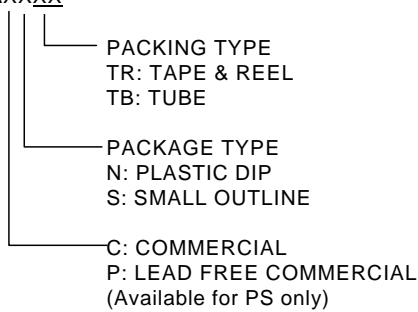 PACKING TYPE
TR: TAPE & REEL
TB: TUBE
PACKAGE TYPE
N: PLASTIC DIP
S: SMALL OUTLINE
C: COMMERCIAL
P: LEAD FREE COMMERCIAL
(Available for PS only)